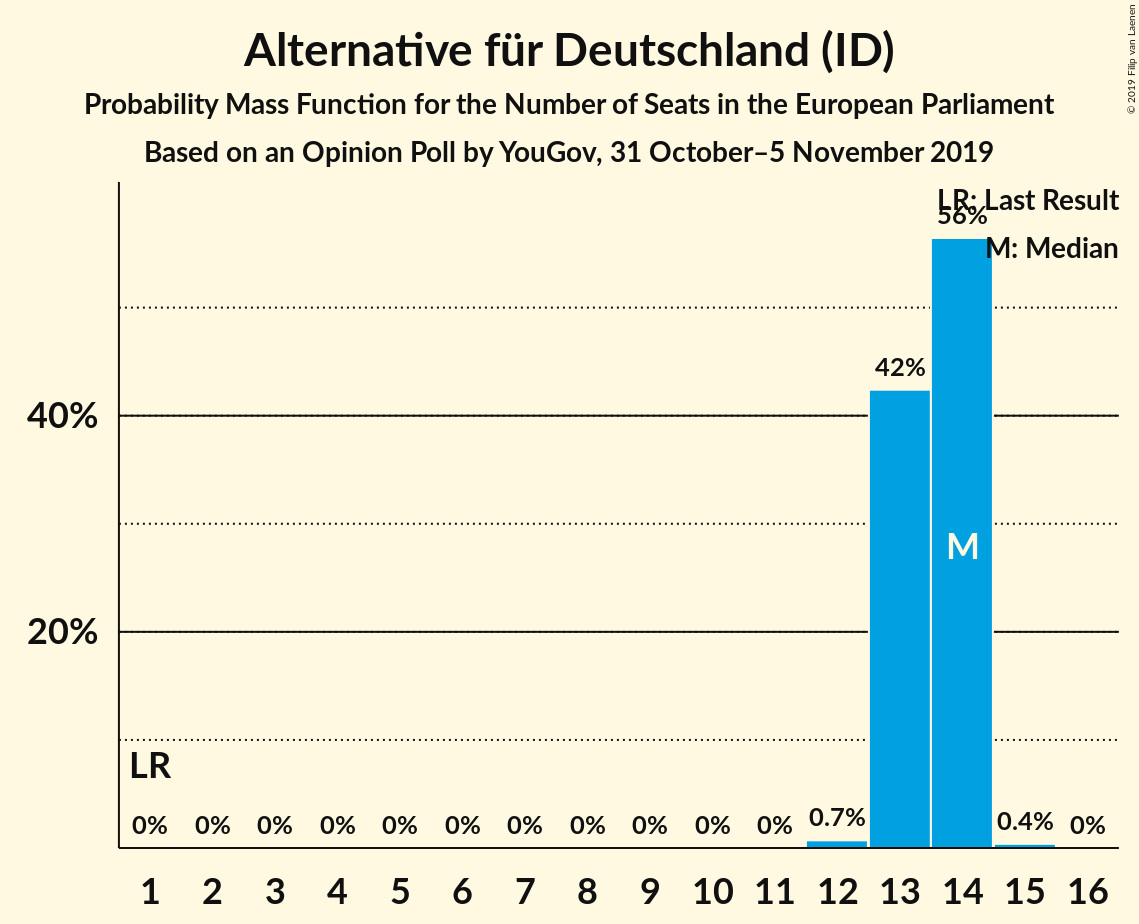 Alternative für Deutschland (ID)
Probability Mass Function for the Number of Seats in the European Parliament
Based on an Opinion Poll by YouGov, 31 October–5 November 2019
© 2019 Filip van Laenen
LR: Last Result
56%
M: Median
42%
40%
M
20%
LR
0% 0% 0% 0% 0% 0% 0% 0% 0% 0% 0% 0.7% 0.4% 0%
1 2 3 4 5 6 7 8 9 10 11 12 13 14 15 16